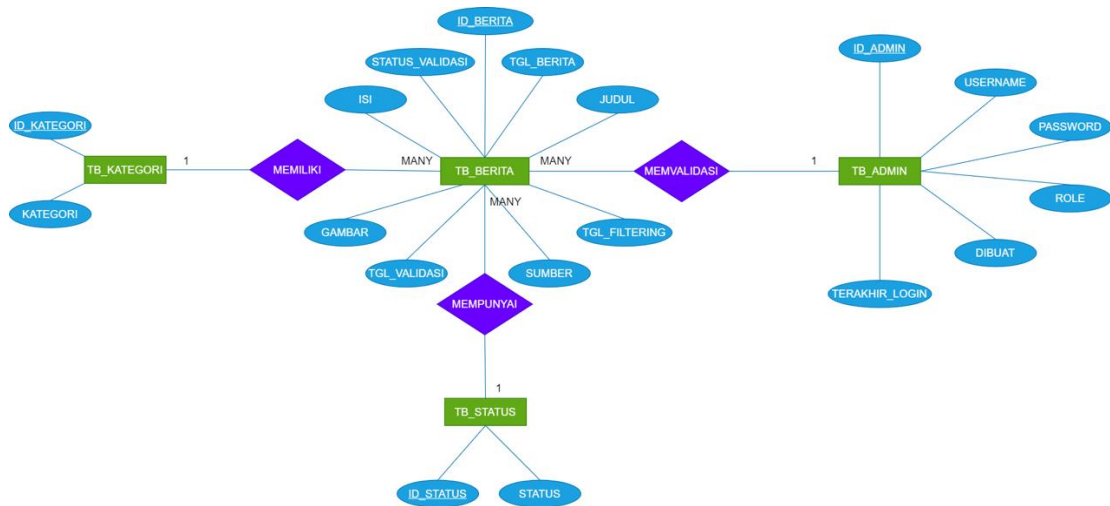 ID_BERITA
STATUS_VALIDASI
TGL_BERITA
ISI
JUDUL
ID_KATEGORI
TB_KATEGORI
1
MEMILIKI
MANY
TB_BERITA
MANY
MEMVALIDASI
1
TB_ADMIN
ID_ADMIN
USERNAME
PASSWORD
ROLE
DIBUAT
TERAKHIR_LOGIN
KATEGORI
MANY
GAMBAR
TGL_FILTERING
TGL_VALIDASI
SUMBER
MEMPUNYAI
1
TB_STATUS
ID_STATUS
STATUS